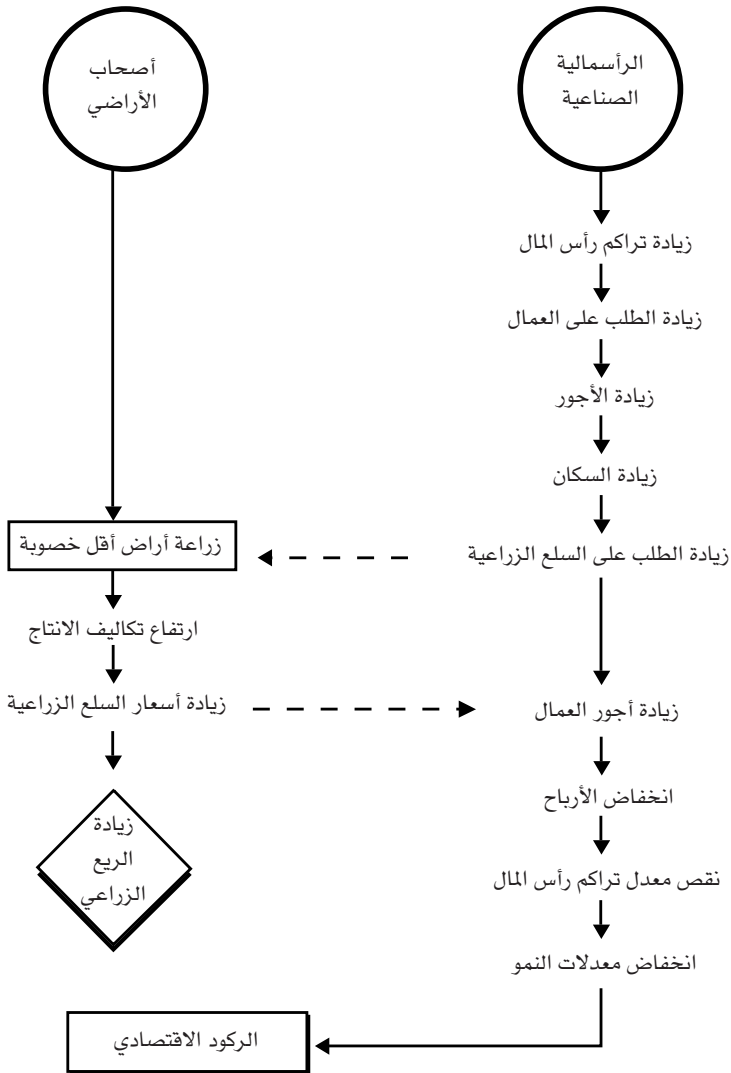 الرأسمالية
الصناعية
زيادة تراكم رأس المال
زيادة الطلب على العمال
زيادة الأجور
زيادة السكان
زيادة الطلب على السلع الزراعية
زيادة أجور العمال
انخفاض الأرباح
نقص معدل تراكم رأس المال
انخفاض معدلات النمو
أصحاب
الأراضي
زراعة أراض أقل خصوبة
ارتفاع تكاليف الانتاج
زيادة أسعار السلع الزراعية
زيادة
الريع
الزراعي
الركود الاقتصادي